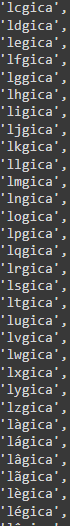 'lcgica',
'ldgica',
'legica',
'lfgica',
'lggica',
'lhgica',
'ligica',
'ljgica',
'lkgica',
'llgica',
'lmgica',
'lngica',
'logica',
'lpgica',
'lqgica',
'lrgica',
'lsgica',
'ltgica',
'lugica',
'lvgica',
'lwgica',
'lxgica',
'lygica',
'lzgica',
'làgica',
'lágica',
'lâgica',
'lãgica',
'lègica',
'légica',